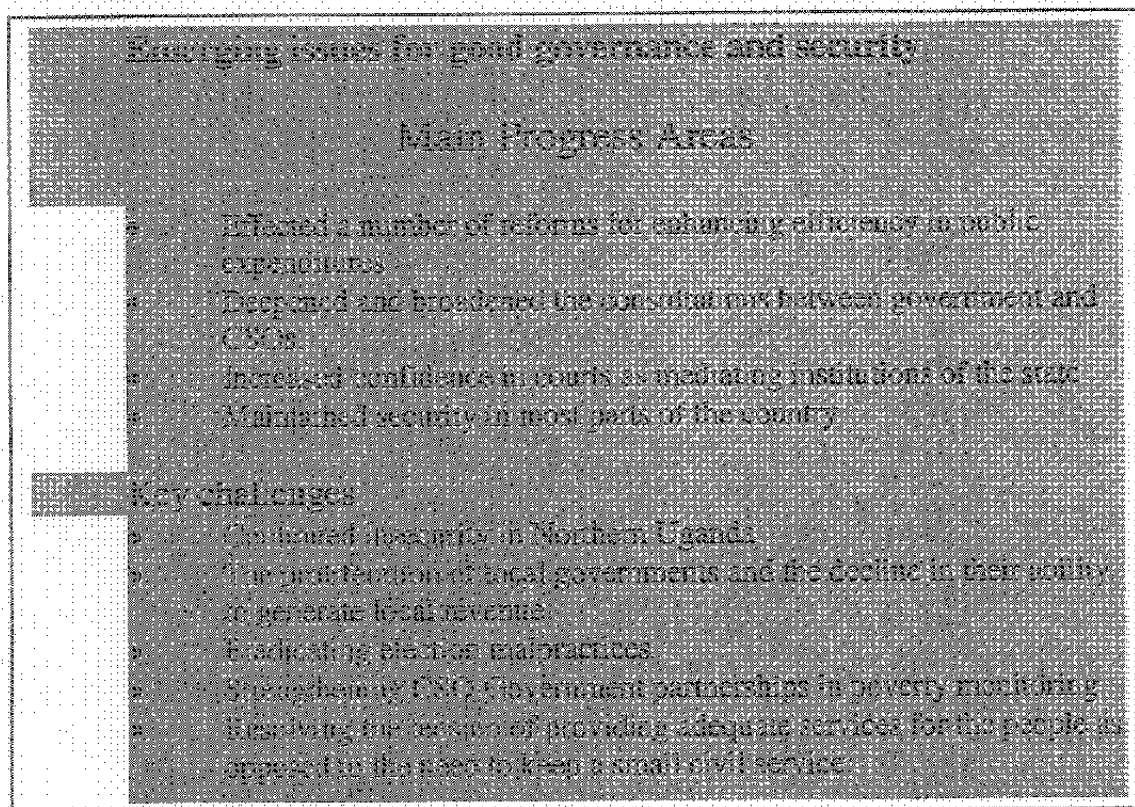 Emerging issues for good governance and security
Main Progress Areas
Effected a number of reforms for enhancing efficiency in public
expenditures
Deepened and broadened the consultations between government and
CSOs
Increased confidence in courts as mediating institutions of the state
Maintained security in most parts of the country
Key challenges
Continued insecurity in Northern Uganda
The proliferation of local governments and the decline in their ability
to generate local revenue
Eradicating election malpractices
Strengthening CSO Government partnerships in poverty monitoring
Resolving the tension of providing adequate services for the people as
opposed to the need to keep a small civil service